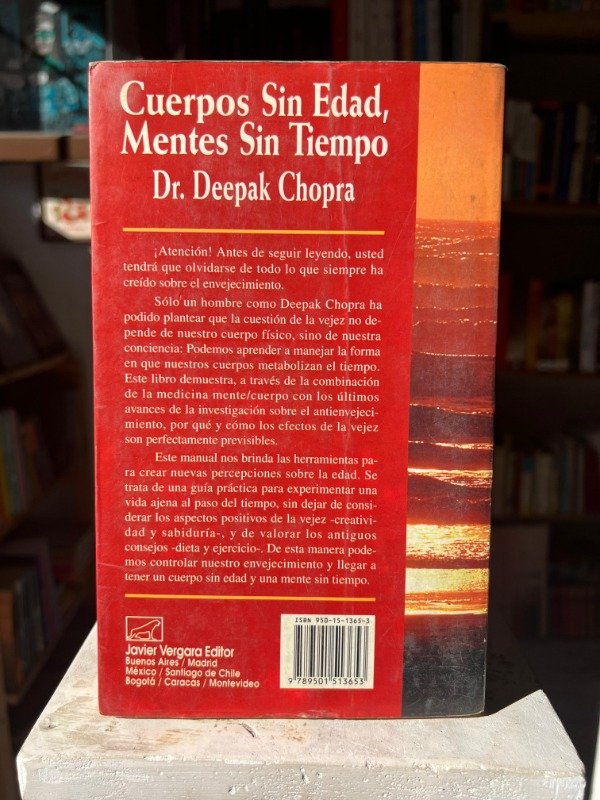 Cuerpos Sin Edad,
Mentes Sin Tiempo
Dr. Deepak Chopra
¡Atención! Antes de seguir leyendo, usted
tendrá que olvidarse de todo lo que siempre ha
creído sobre el envejecimiento.
Sólo un hombre como Deepak Chopra ha
podido plantear que la cuestión de la vejez no de-
pende de nuestro cuerpo físico, sino de nuestra
conciencia: Podemos aprender a manejar la forma
en que nuestros cuerpos metabolizan el tiempo.
Este libro demuestra, a través de la combinación
de la medicina mente/cuerpo con los últimos
avances de la investigación sobre el antienvejeci-
miento, por qué y cómo los efectos de la vejez
son perfectamente previsibles.
Este manual nos brinda las herramientas pa-
ra crear nuevas percepciones sobre la edad. Se
trata de una guía práctica para experimentar una
vida ajena al paso del tiempo, sin dejar de consi-
derar los aspectos positivos de la vejez -creativi-
dad y sabiduría-, y de valorar los antiguos
consejos -dieta y ejercicio-. De esta manera pode-
mos controlar nuestro envejecimiento y llegar a
tener un cuerpo sin edad y una mente sin tiempo.
Javier Vergara Editor
Buenos Aires / Madrid
México / Santiago de Chile
Bogotá / Caracas / Montevideo
ISBN 950-15-1365-3
9 789501 513653